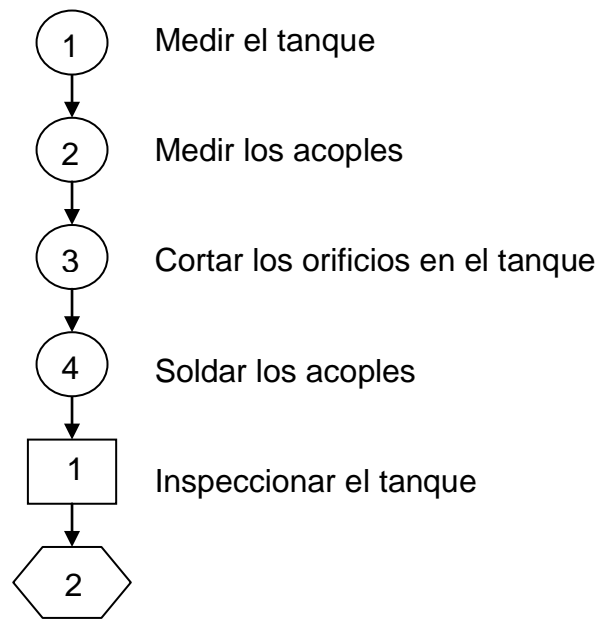 1 Medir el tanque
2 Medir los acoples
3 Cortar los orificios en el tanque
4 Soldar los acoples
1 Inspeccionar el tanque
2